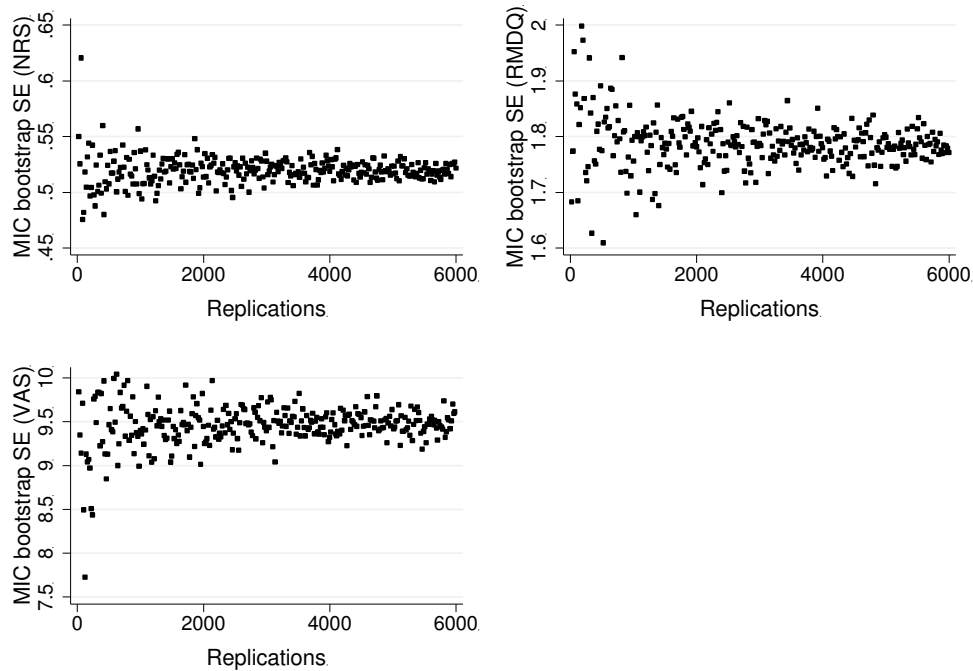 MIC bootstrap SE (NRS)
.65
.6
.55
.5
.45
0 2000 4000 6000
Replications
MIC bootstrap SE (RMDQ)
2
1.9
1.8
1.7
1.6
0 2000 4000 6000
Replications
MIC bootstrap SE (VAS)
10
9.5
9
8.5
8
7.5
0 2000 4000 6000
Replications